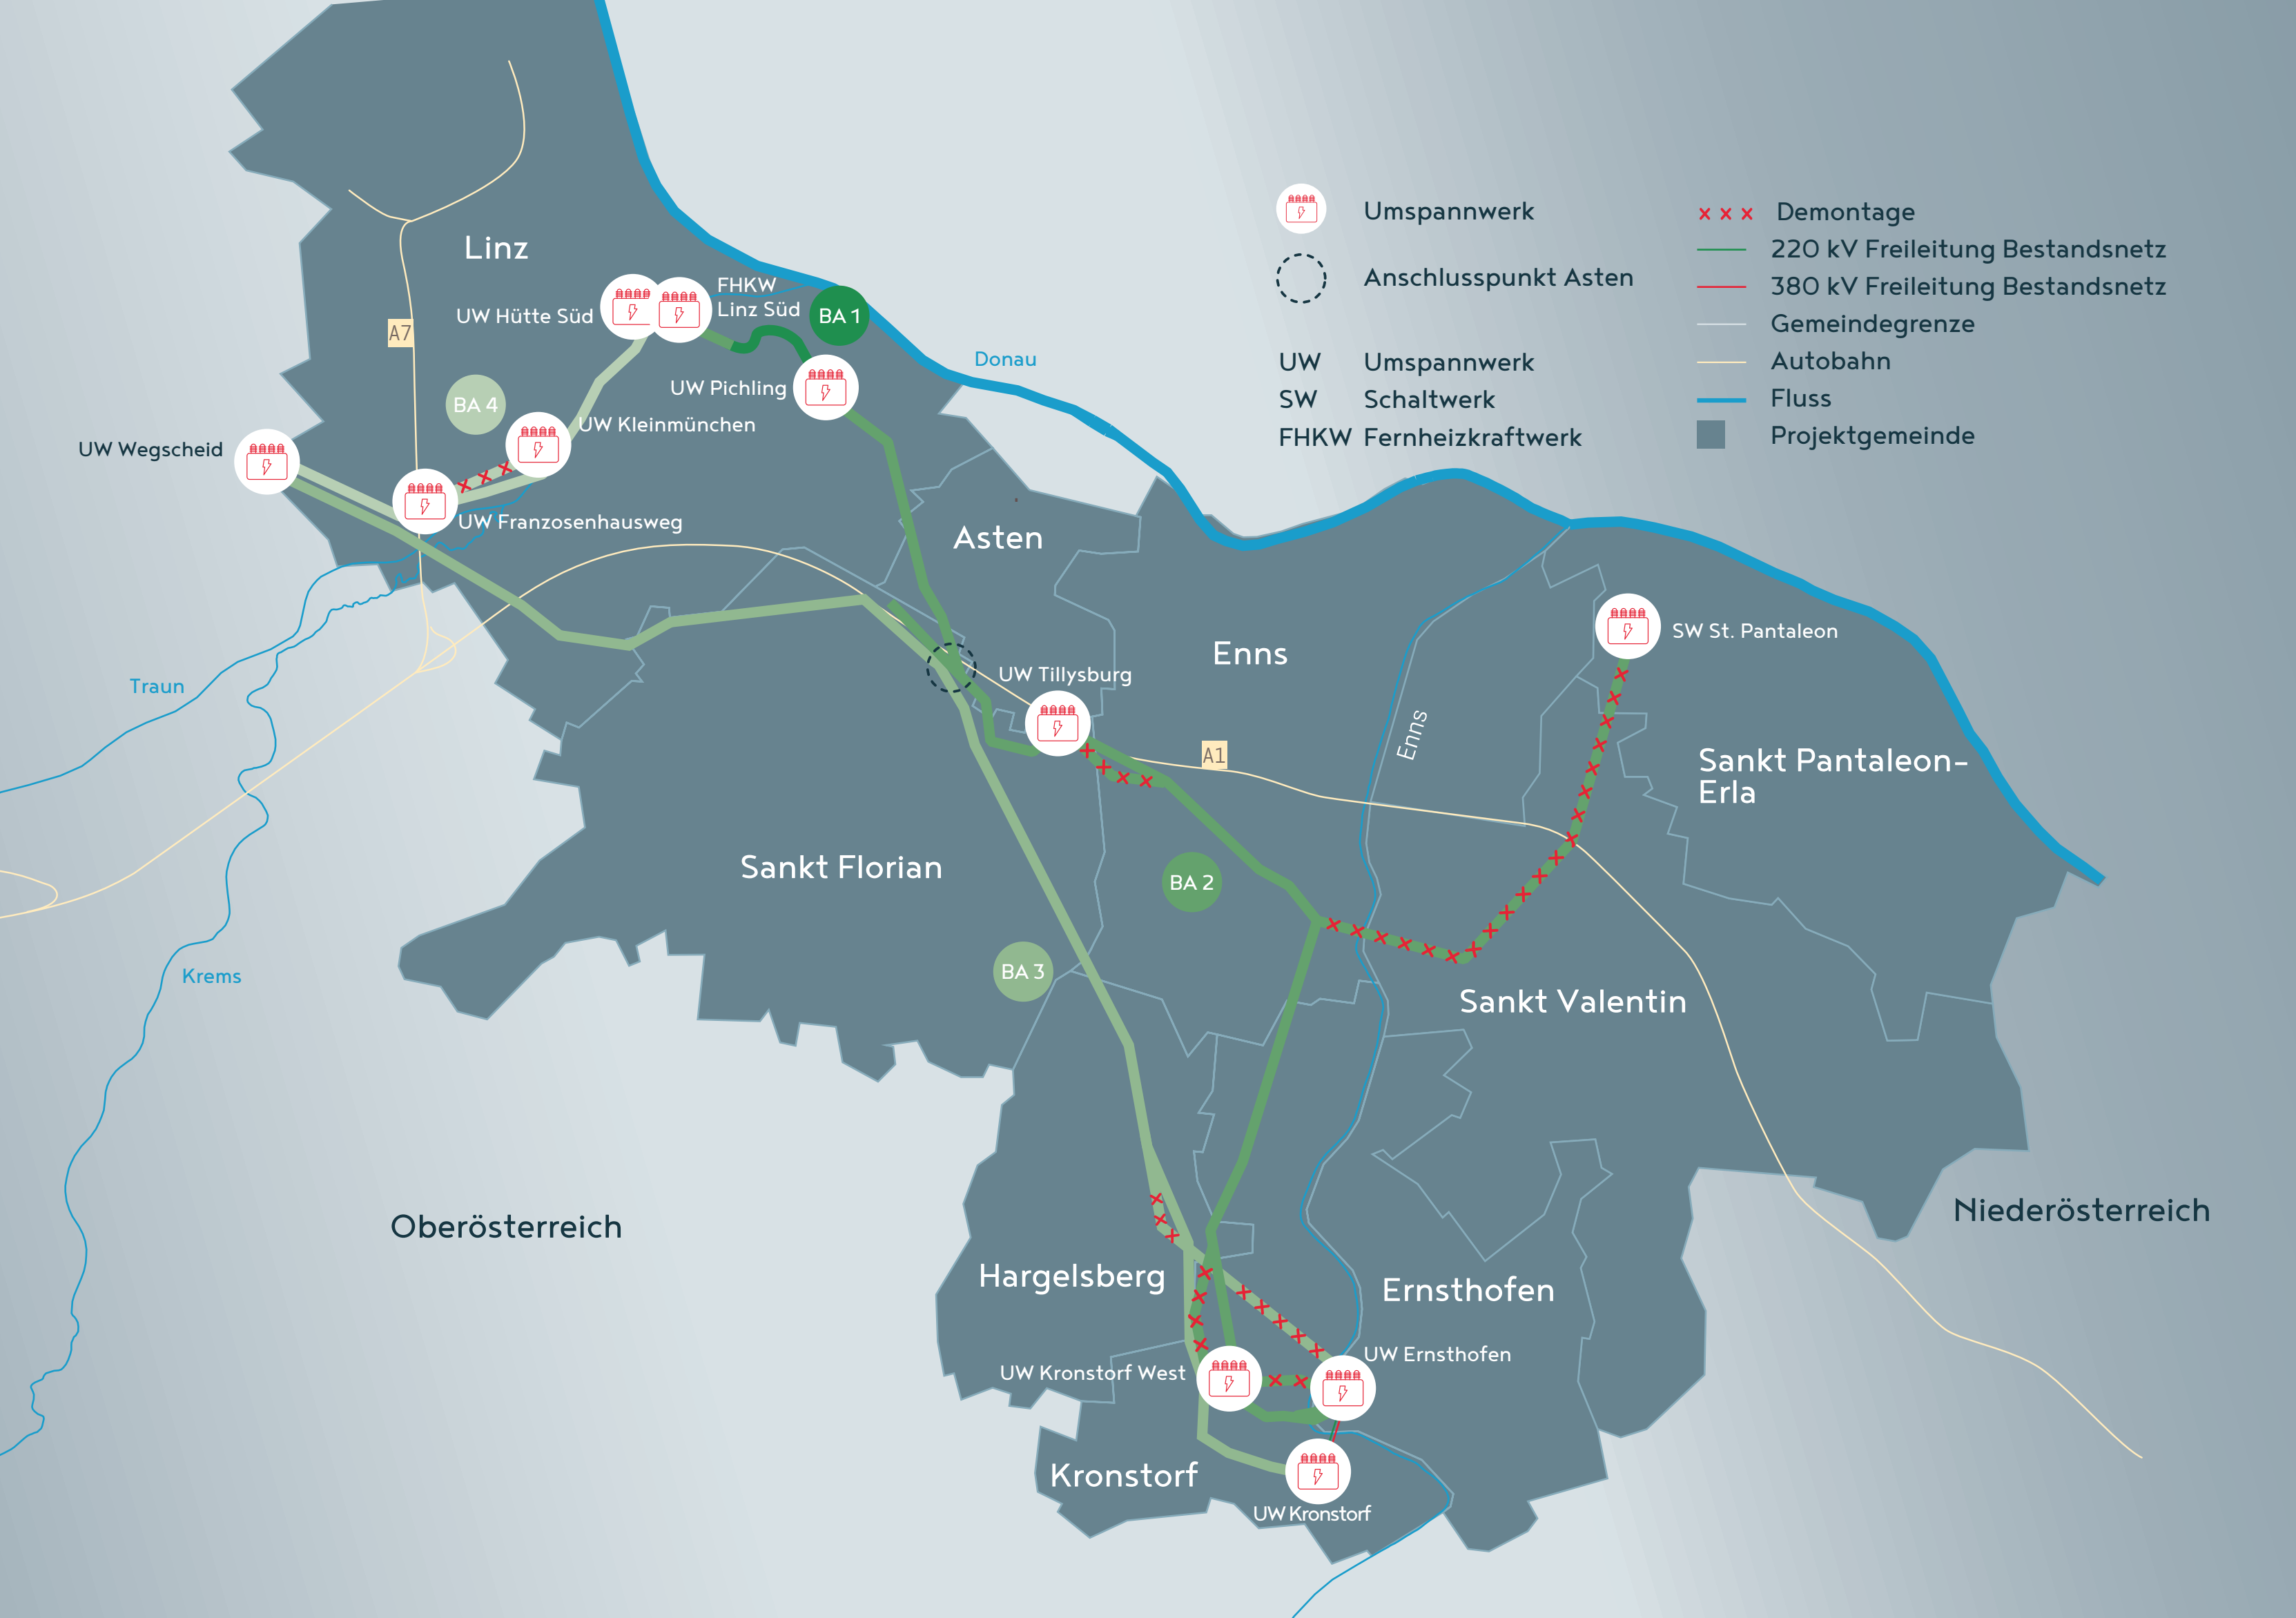 Linz
FHKW
Linz Süd
UW Hütte Süd
BA 1
A7
UW Pichling
Donau
BA 4
UW Kleinmünchen
UW Wegscheid
UW Franzosenhausweg
Asten
Enns
UW Tillysburg
SW St. Pantaleon
Traun
Enns
A1
Sankt Pantaleon-
Erla
Sankt Florian
BA 2
BA 3
Krems
Sankt Valentin
Oberösterreich
Niederösterreich
Hargelsberg
Ernsthofen
UW Ernsthofen
UW Kronstorf West
Kronstorf
UW Kronstorf
Umspannwerk
Anschlusspunkt Asten
UW Umspannwerk
SW Schaltwerk
FHKW Fernheizkraftwerk
Demontage
220 kV Freileitung Bestandsnetz
380 kV Freileitung Bestandsnetz
Gemeindegrenze
Autobahn
Fluss
Projektgemeinde